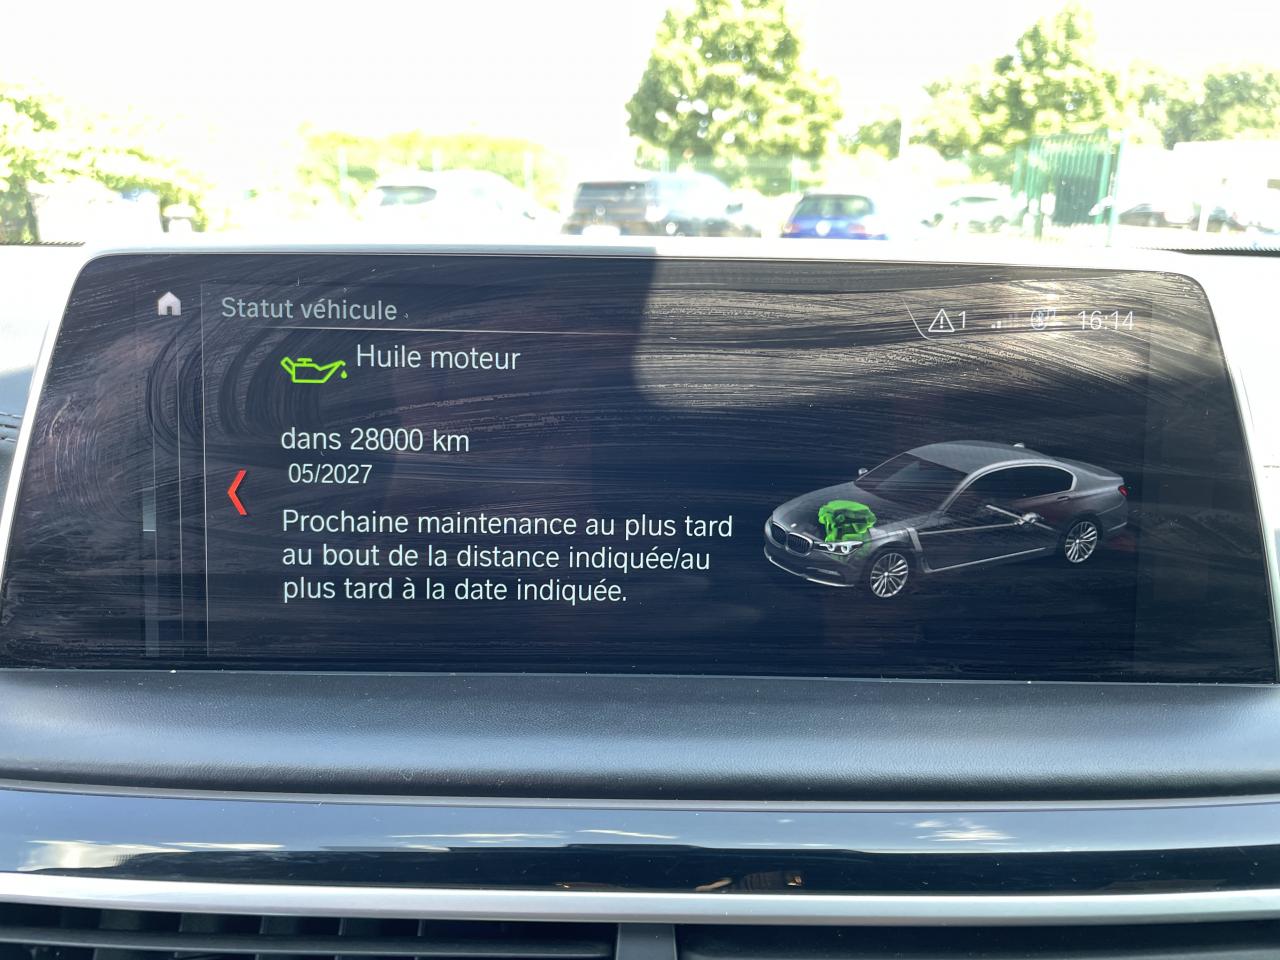 Statut véhicule
1 16:14
Huile moteur
dans 28000 km
05/2027
Prochaine maintenance au plus tard
au bout de la distance indiquée/au
plus tard à la date indiquée.